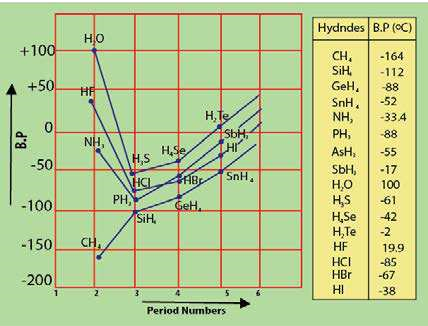 H₂O
+100
+50
HF
0
NH₃
-50
-100
-150
-200
B.P
CH₄
PH₃
HCl
H₂S
SiH₄
H₂Se
HBr
GeH₄
H₂Te
SbH₃
HI
SnH₄
1 2 3 4 5 6
Period Numbers
Hydndes B.P (ºC)
CH₄ -164
SiH₄ -112
GeH₄ -88
SnH₄ -52
NH₃ -33.4
PH₃ -88
AsH₃ -55
SbH₃ -17
H₂O 100
H₂S -61
H₂Se -42
H₂Te -2
HF 19.9
HCl -85
HBr -67
HI -38